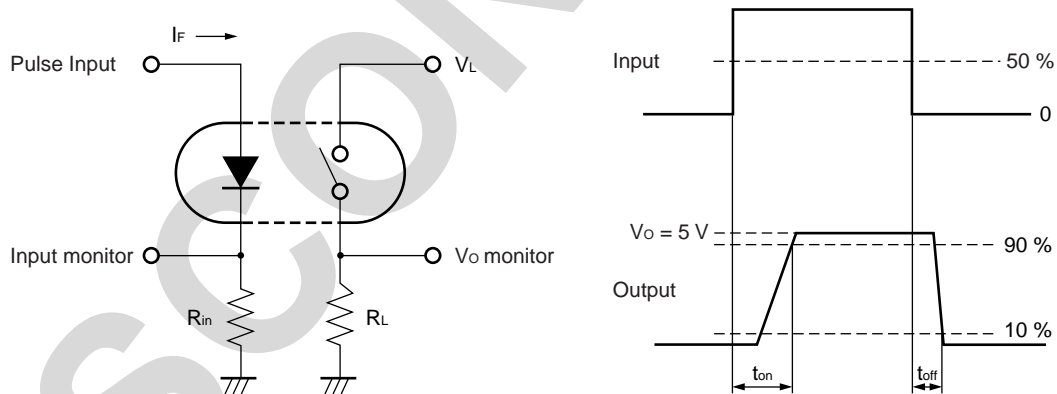 IF
Pulse Input
VL
Input monitor
VO monitor
Rin
RL
Input
50 %
0
VO = 5 V
90 %
Output
10 %
ton
toff